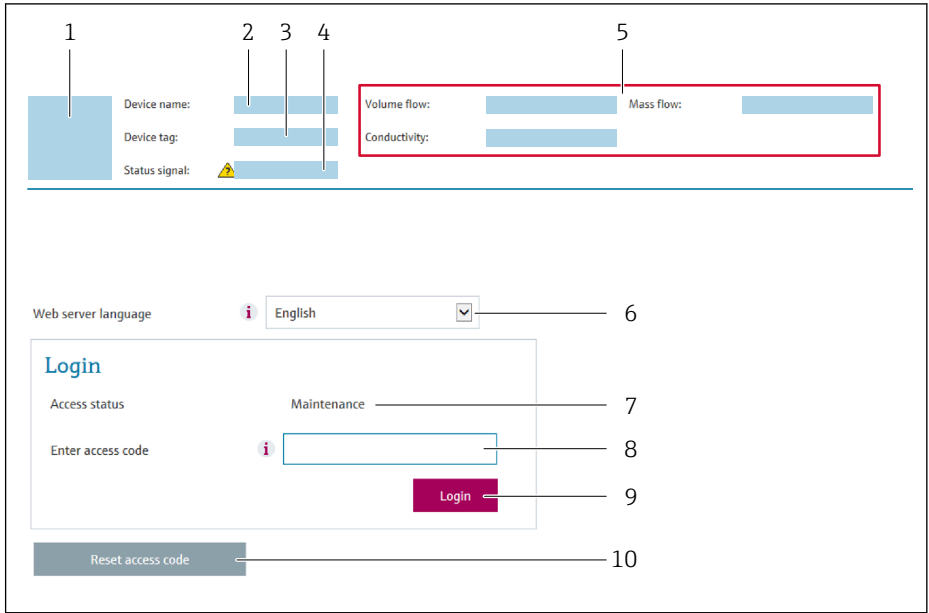 1 2 3 4 5
Device name: Volume flow: Mass flow:
Device tag: Conductivity:
Status signal: ?
Web server language i English 6
Login
Access status Maintenance 7
Enter access code i 8
Login 9
Reset access code 10